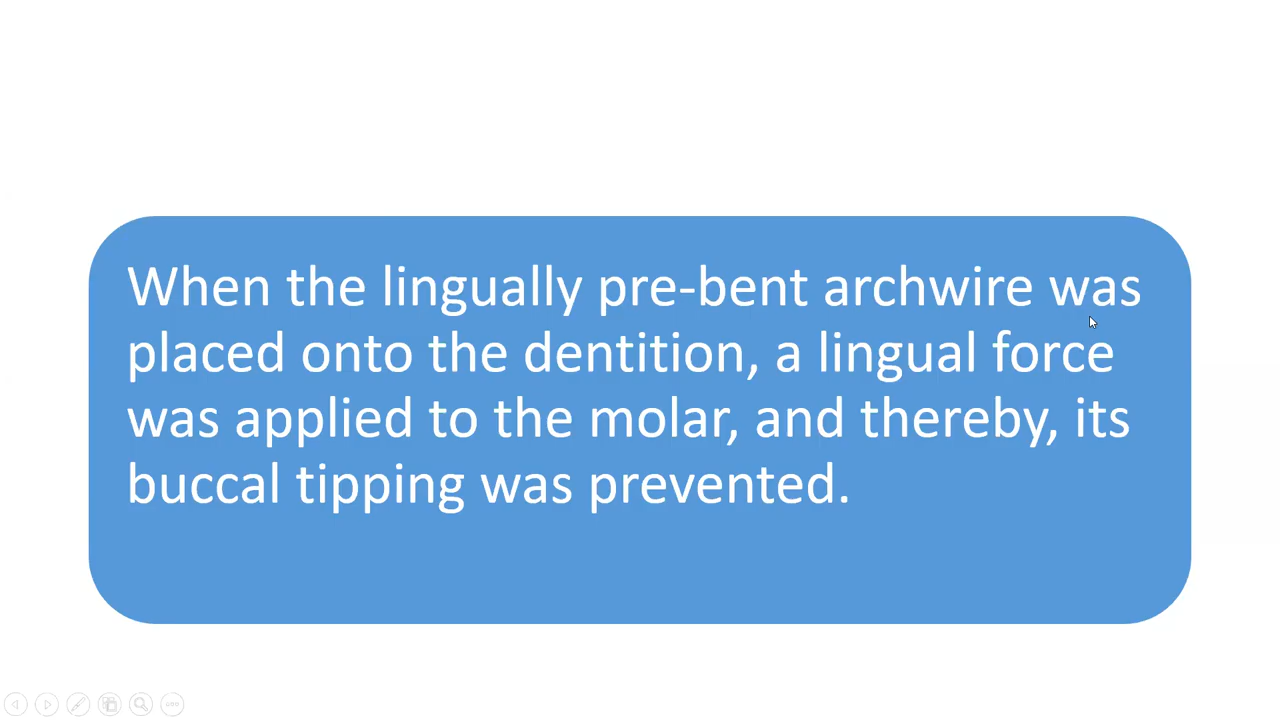 When the lingually pre-bent archwire was
placed onto the dentition, a lingual force
was applied to the molar, and thereby, its
buccal tipping was prevented.